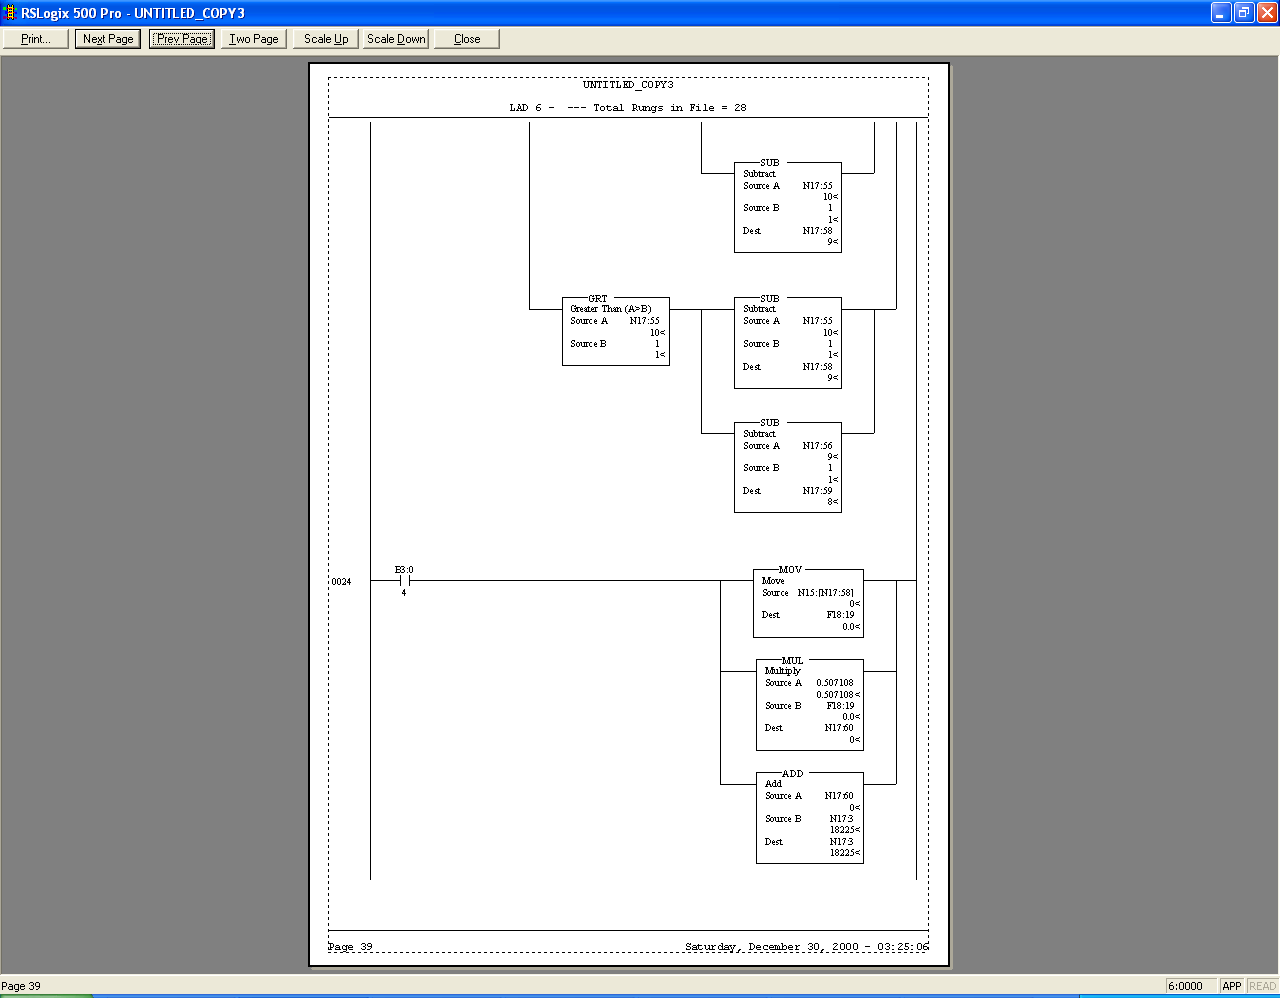 RSLogix 500 Pro - UNTITLED_COPY3
Print... Next Page Prev Page Two Page Scale Up Scale Down Close
UNTITLED_COPY3
LAD 6 - --- Total Rungs in File = 28
SUB
Subtract
Source A N17:55
10<
Source B 1
1<
Dest N17:58
9<
GRT
Greater Than (A>B)
Source A N17:55
10<
Source B 1
1<
SUB
Subtract
Source A N17:55
10<
Source B 1
1<
Dest N17:58
9<
SUB
Subtract
Source A N17:56
9<
Source B 1
1<
Dest N17:59
8<
0024
B3:0
4
MOV
Move
Source N15:[N17:58]
0<
Dest F18:19
0.0<
MUL
Multiply
Source A 0.507108
0.507108<
Source B F18:19
0.0<
Dest N17:60
0<
ADD
Add
Source A N17:60
0<
Source B N17:3
18225<
Dest N17:3
18225<
Page 39 Saturday, December 30, 2000 - 03:25:06
Page 39 6:0000 APP READ